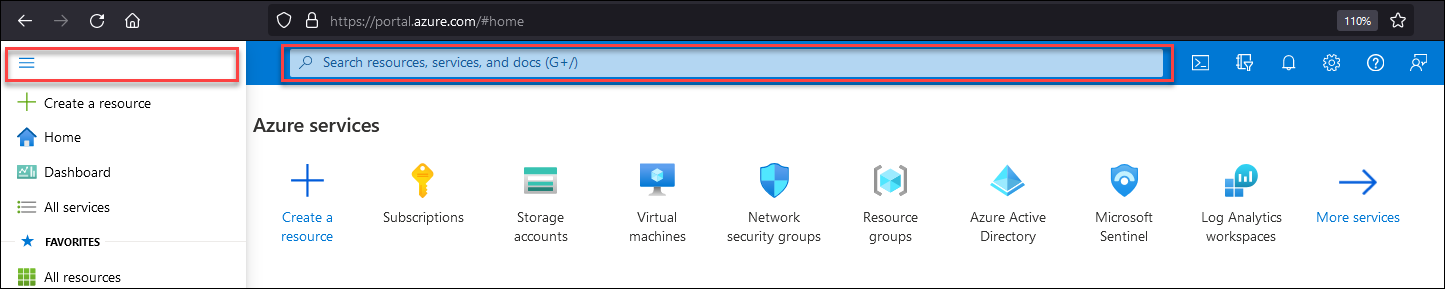 https://portal.azure.com/#home
110%
Search resources, services, and docs (G+/)
Create a resource
Home
Dashboard
All services
FAVORITES
All resources
Azure services
Create a
resource
Subscriptions
Storage
accounts
Virtual
machines
Network
security groups
Resource
groups
Azure Active
Directory
Microsoft
Sentinel
Log Analytics
workspaces
More services